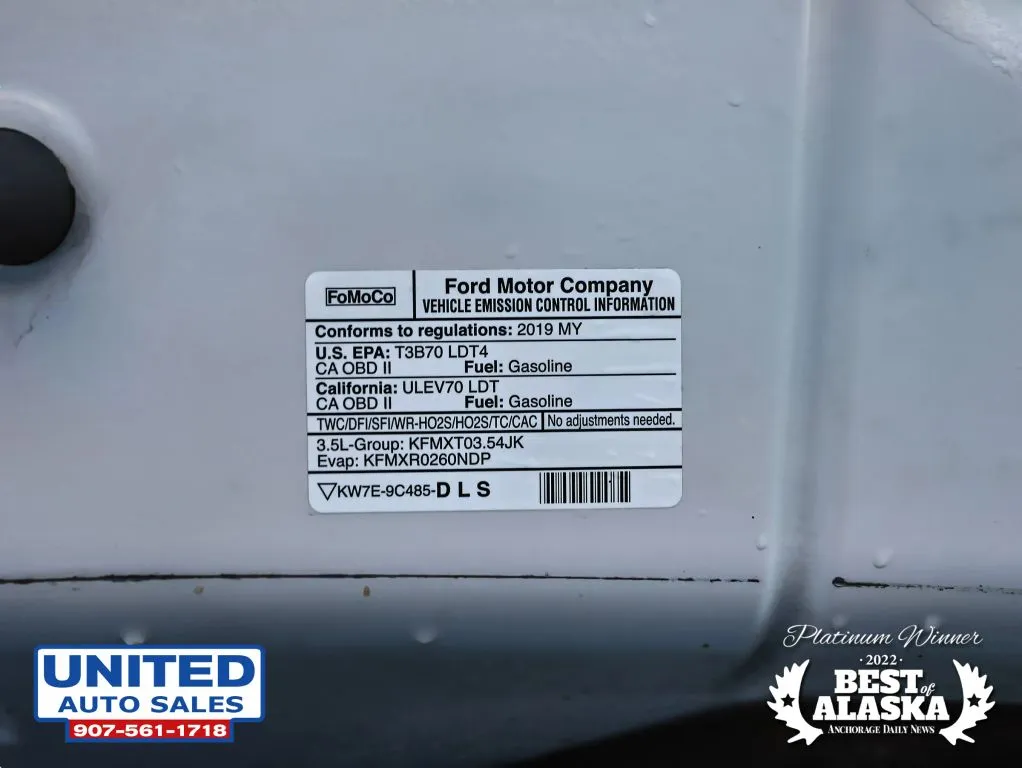 FoMoCo
Ford Motor Company
VEHICLE EMISSION CONTROL INFORMATION
Conforms to regulations: 2019 MY
U.S. EPA: T3B70 LDT4
CA OBD II Fuel: Gasoline
California: ULEV70 LDT
CA OBD II Fuel: Gasoline
TWC/DFI/SFI/WR-HO2S/HO2S/TC/CAC No adjustments needed.
3.5L-Group: KFMXT03.54JK
Evap: KFMXR0260NDP
KW7E-9C485-D L S
UNITED
AUTO SALES
907-561-1718
Platinum Winner
·2022·
BEST of
ALASKA
ANCHORAGE DAILY NEWS